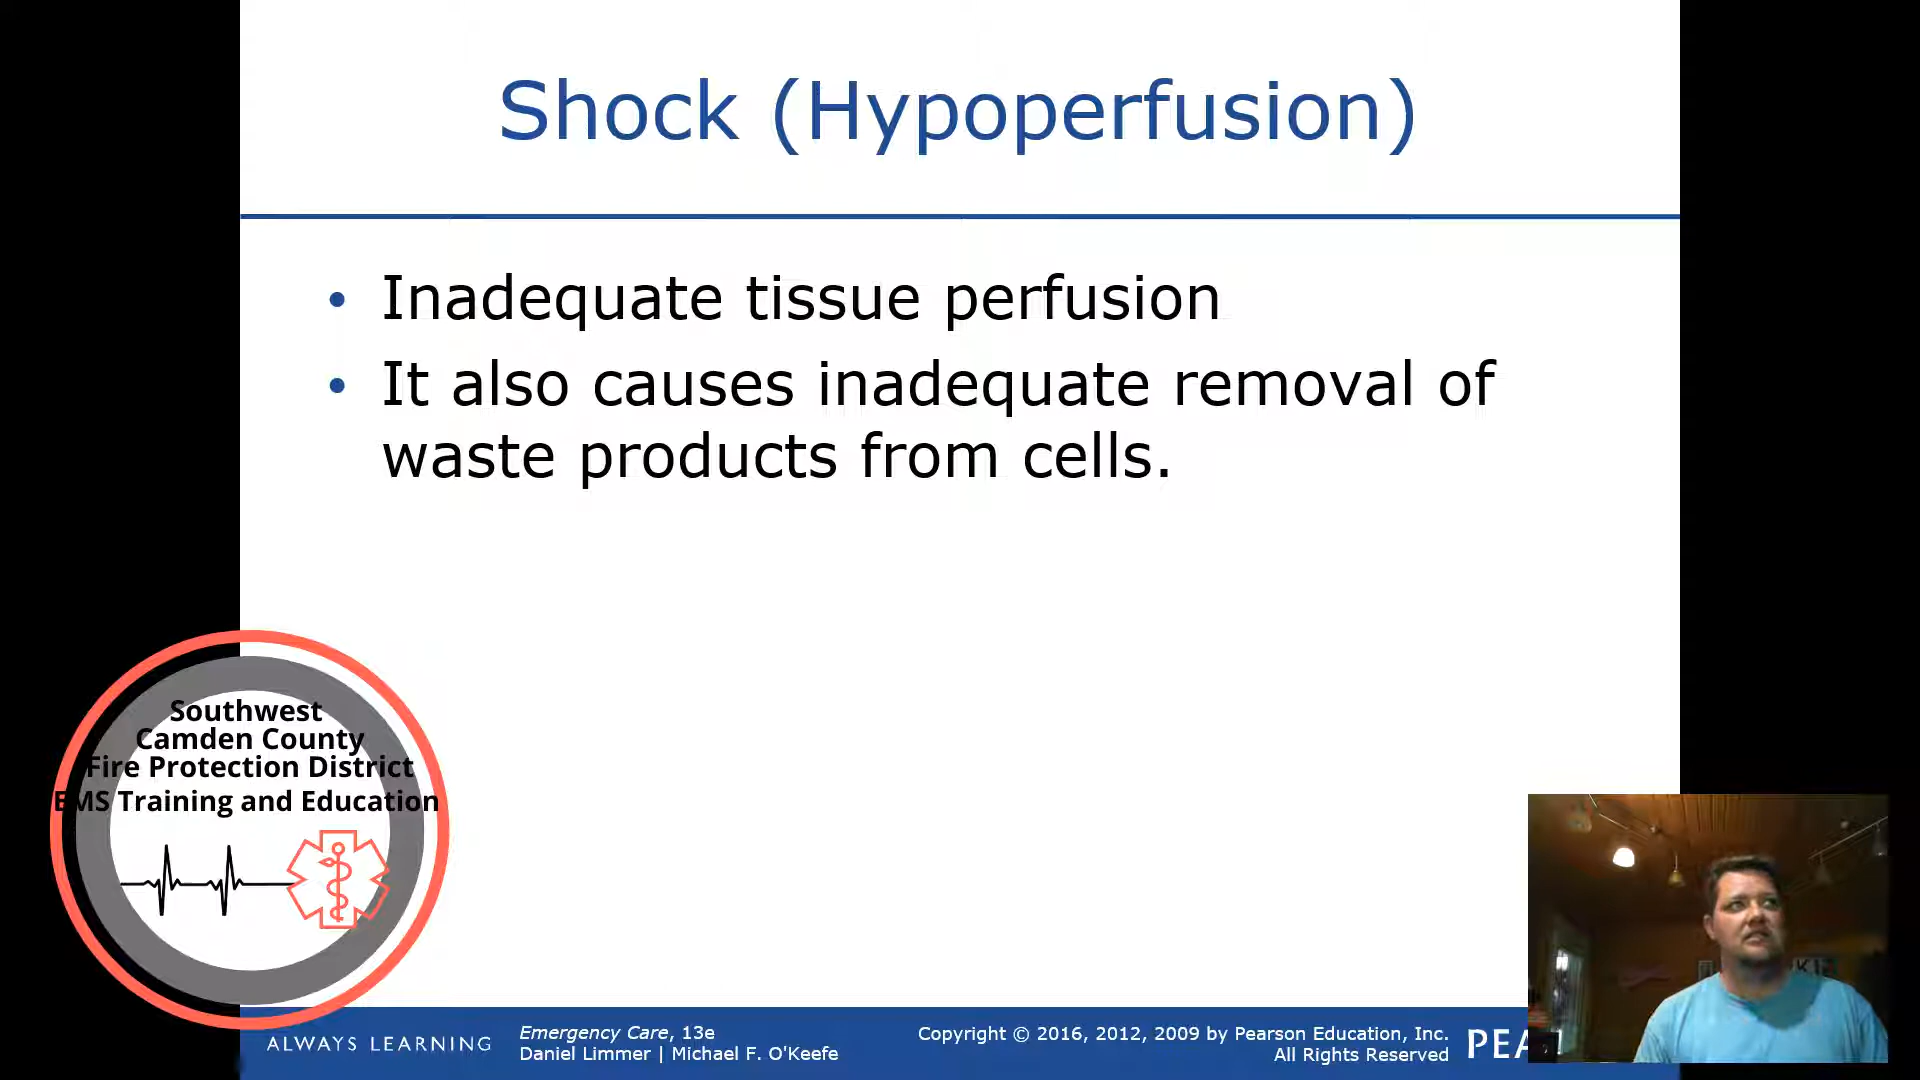 Shock (Hypoperfusion)
• Inadequate tissue perfusion
• It also causes inadequate removal of
waste products from cells.
Southwest
Camden County
Fire Protection District
EMS Training and Education
ALWAYS LEARNING
Emergency Care, 13e
Daniel Limmer | Michael F. O'Keefe
Copyright © 2016, 2012, 2009 by Pearson Education, Inc.
All Rights Reserved